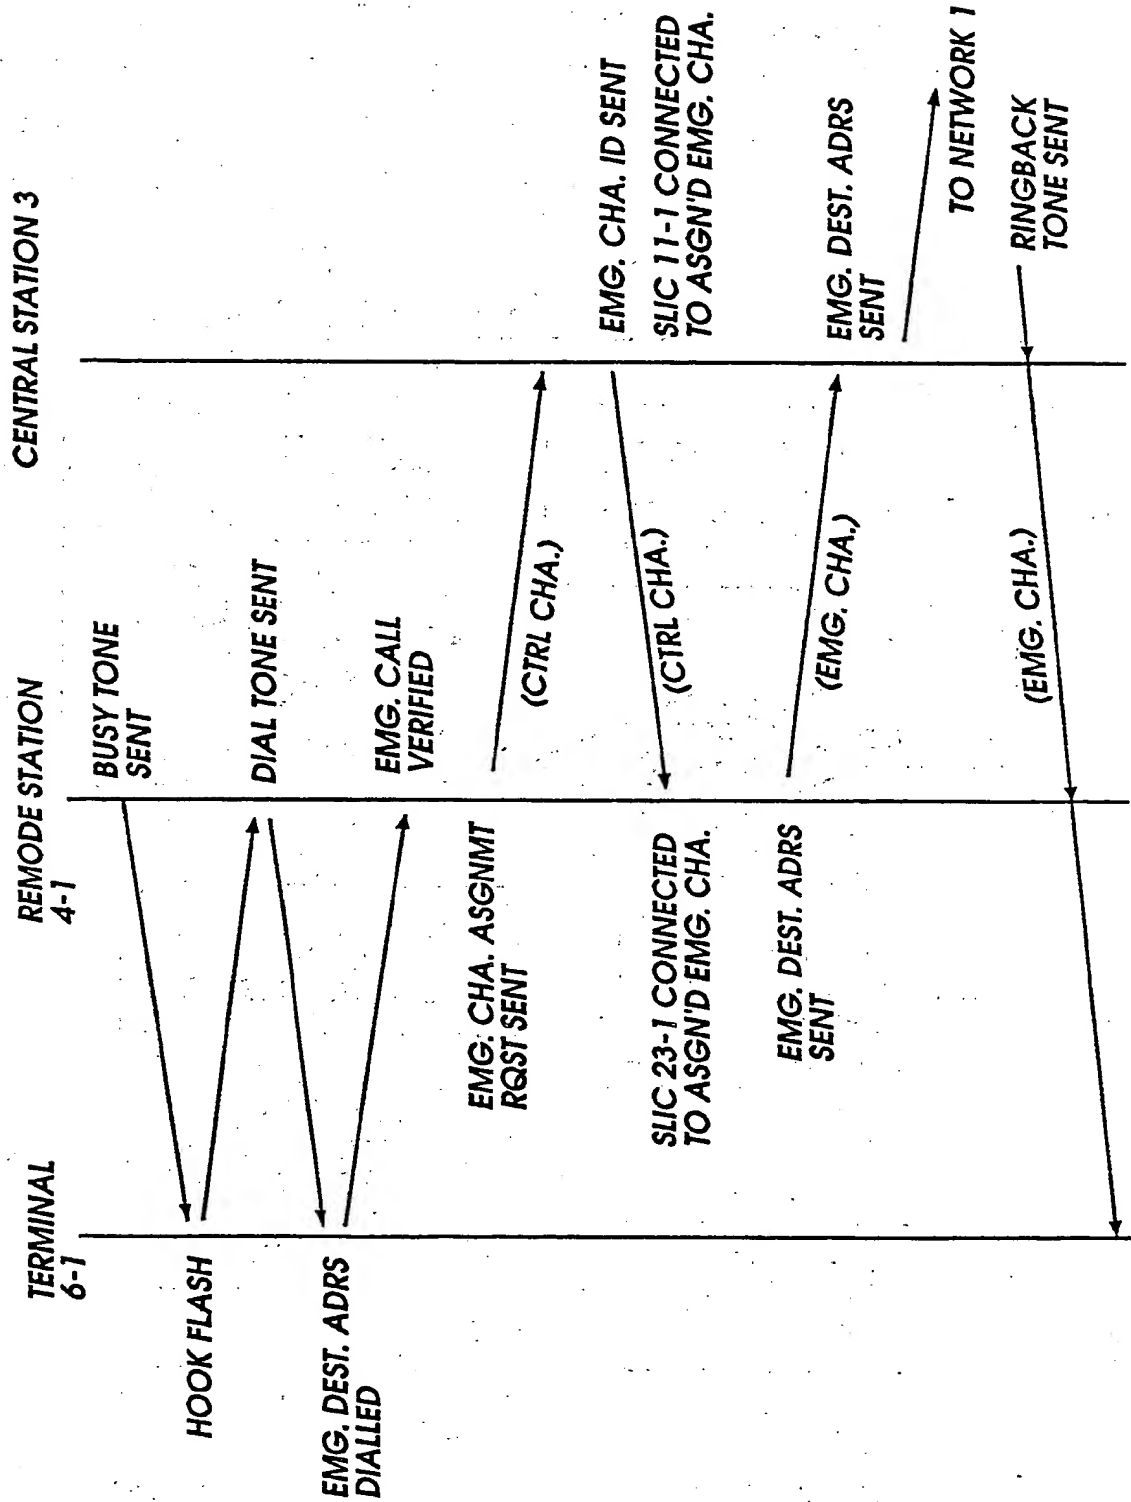 TERMINAL
6-1
REMODE STATION
4-1
CENTRAL STATION 3
BUSY TONE
SENT
HOOK FLASH
DIAL TONE SENT
EMG. DEST. ADRS
DIALLED
EMG. CALL
VERIFIED
EMG. CHA. ASGNMT
RQST SENT
(CTRL CHA.)
EMG. CHA. ID SENT
SLIC 11-1 CONNECTED
TO ASGN'D EMG. CHA.
(CTRL CHA.)
SLIC 23-1 CONNECTED
TO ASGN'D EMG. CHA.
EMG. DEST. ADRS
SENT
(EMG. CHA.)
EMG. DEST. ADRS
SENT
TO NETWORK 1
RINGBACK
TONE SENT
(EMG. CHA.)